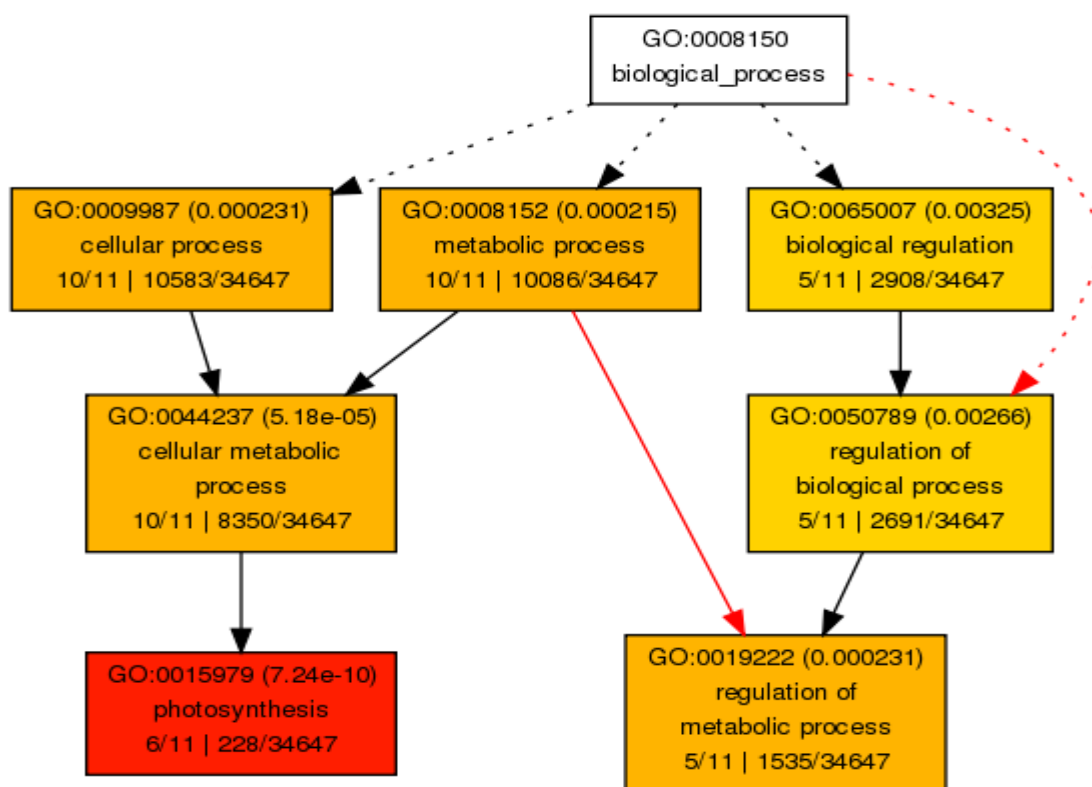 GO:0008150
biological_process
GO:0009987 (0.000231)
cellular process
10/11 | 10583/34647
GO:0008152 (0.000215)
metabolic process
10/11 | 10086/34647
GO:0065007 (0.00325)
biological regulation
5/11 | 2908/34647
GO:0044237 (5.18e-05)
cellular metabolic
process
10/11 | 8350/34647
GO:0050789 (0.00266)
regulation of
biological process
5/11 | 2691/34647
GO:0015979 (7.24e-10)
photosynthesis
6/11 | 228/34647
GO:0019222 (0.000231)
regulation of
metabolic process
5/11 | 1535/34647